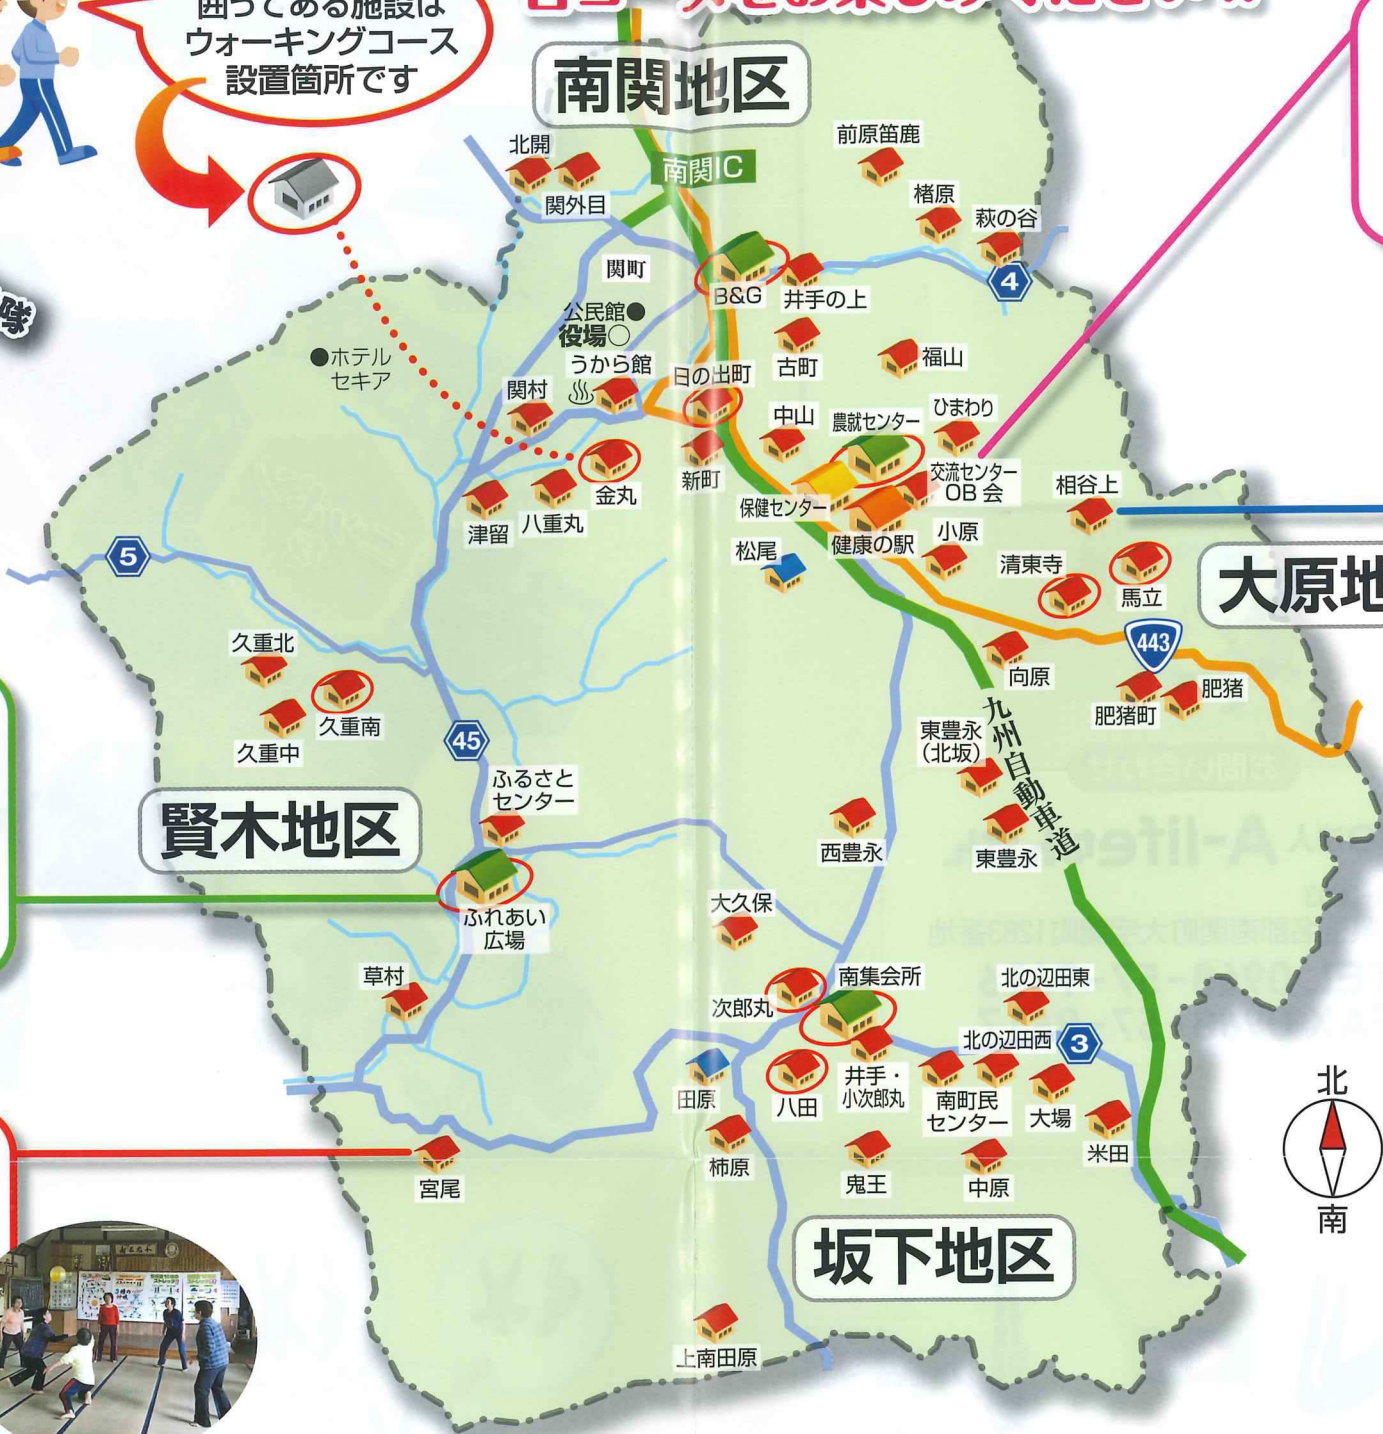 囲ってある施設は
ウォーキングコース
設置箇所です
南関地区
南関IC
北開
関外目
前原笛鹿
楮原
萩の谷
4
関町
B&G
井手の上
公民館●
役場○
●ホテル
セキア
うから館
日の出町
古町
福山
関村
中山
農就センター
ひまわり
新町
金丸
交流センター
OB会
相谷上
津留
八重丸
保健センター
健康の駅
小原
松尾
清東寺
馬立
大原地
5
443
久重北
久重南
久重中
向原
肥猪町
肥猪
45
東豊永
(北坂)
九州自動車道
ふるさと
センター
賢木地区
西豊永
東豊永
大久保
ふれあい
広場
草村
次郎丸
南集会所
北の辺田東
北の辺田西
3
田原
八田
井手・
小次郎丸
南町民
センター
大場
米田
北
南
宮尾
柿原
鬼王
中原
坂下地区
上南田原
隊